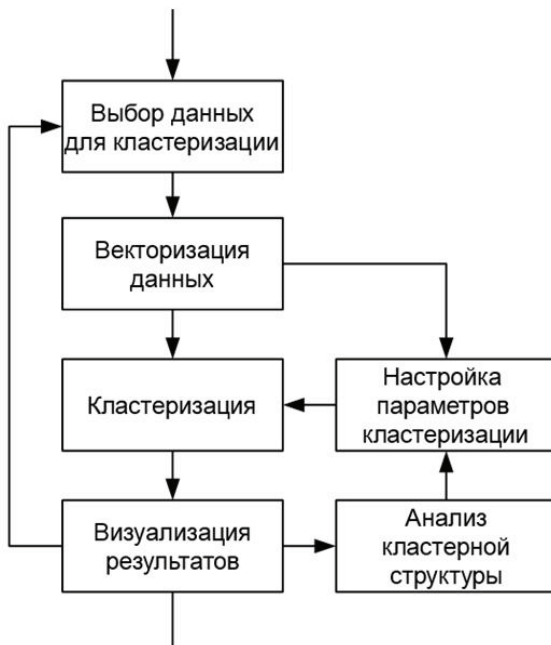 Выбор данных
для кластеризации
Векторизация
данных
Кластеризация
Настройка
параметров
кластеризации
Визуализация
результатов
Анализ
кластерной
структуры